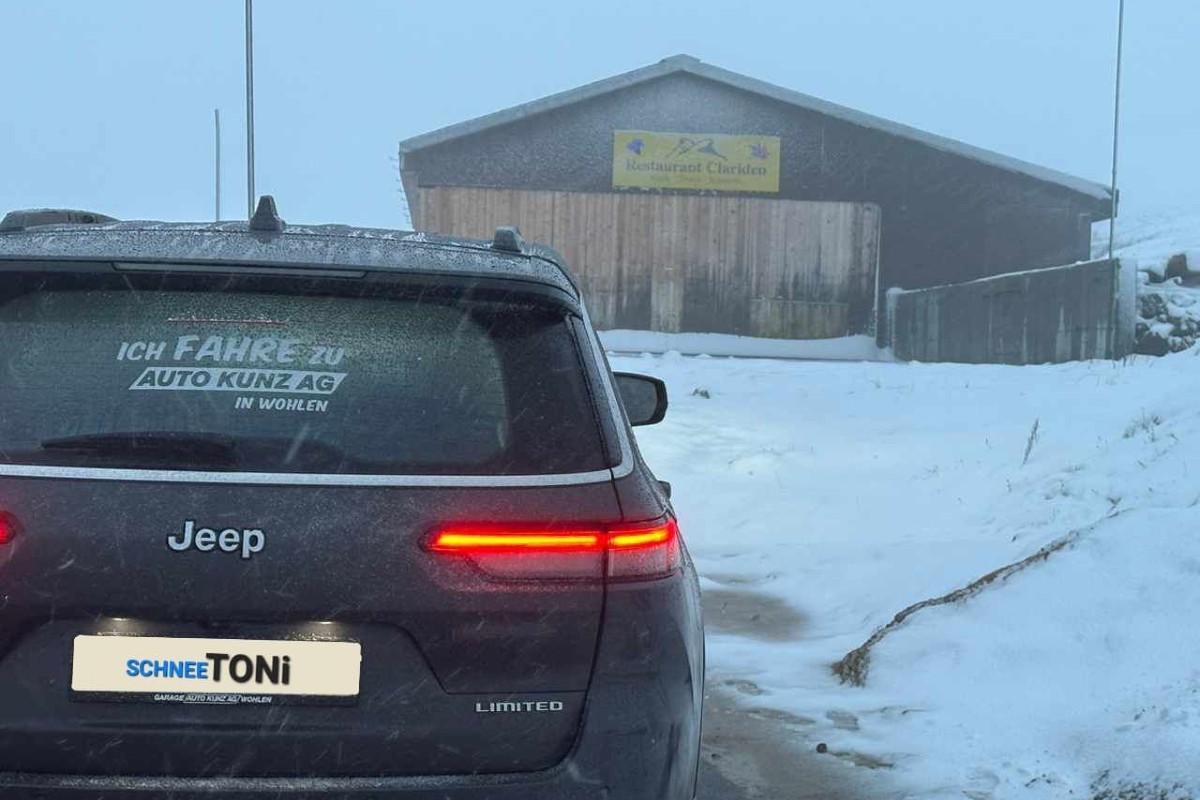 Restaurant Clariden
ICH FAHRE ZU
AUTO KUNZ AG
IN WOHLEN
Jeep
SCHNEETONi
GARAGE AUTO KUNZ AG/WOHLEN
LIMITED